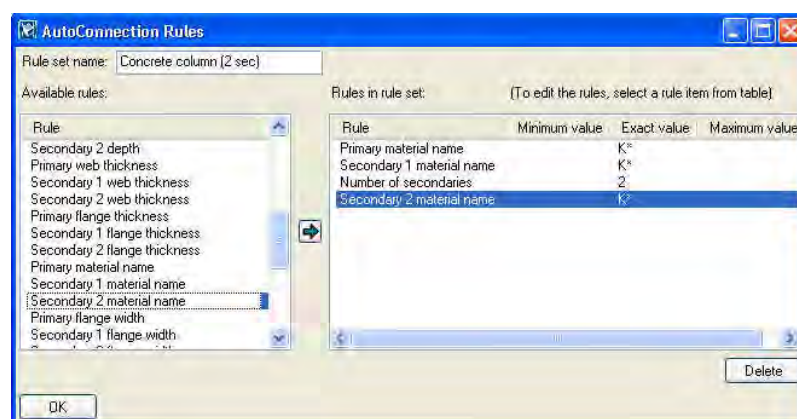 AutoConnection Rules
Rule set name: Concrete column (2 sec)
Available rules:
Rule
Secondary 2 depth
Primary web thickness
Secondary 1 web thickness
Secondary 2 web thickness
Primary flange thickness
Secondary 1 flange thickness
Secondary 2 flange thickness
Primary material name
Secondary 1 material name
Secondary 2 material name
Primary flange width
Secondary 1 flange width
Rules in rule set: (To edit the rules, select a rule item from table)
Rule Minimum value Exact value Maximum value
Primary material name K*
Secondary 1 material name K*
Number of secondaries 2
Secondary 2 material name K*
Delete
OK